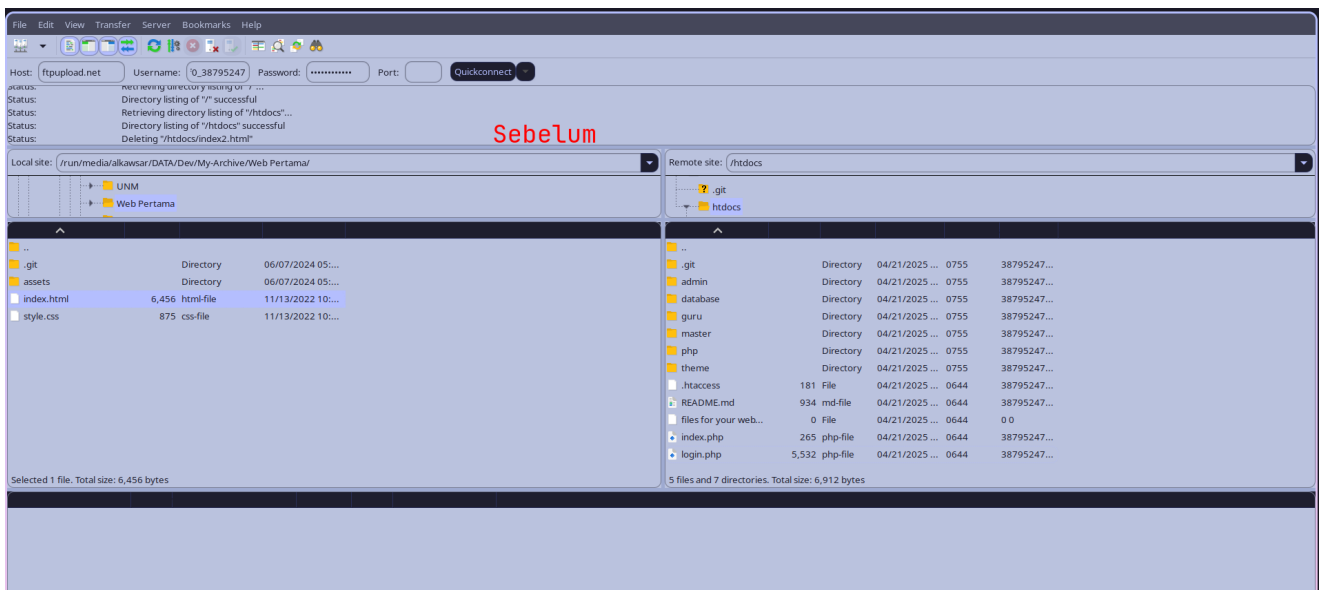 File Edit View Transfer Server Bookmarks Help
Host: ftpupload.net Username: '0_38795247 Password: •••••••••••• Port: Quickconnect
Status: Retrieving directory listing of "/"...
Status: Directory listing of "/" successful
Status: Retrieving directory listing of "/htdocs"...
Status: Directory listing of "/htdocs" successful
Status: Deleting "/htdocs/index2.html"
Sebelum
Local site: /run/media/alkawsar/DATA/Dev/My-Archive/Web Pertama/
UNM
Web Pertama
..
.git Directory 06/07/2024 05:...
assets Directory 06/07/2024 05:...
index.html 6,456 html-file 11/13/2022 10:...
style.css 875 css-file 11/13/2022 10:...
Selected 1 file. Total size: 6,456 bytes
Remote site: /htdocs
? .git
htdocs
..
.git Directory 04/21/2025 ... 0755 38795247...
admin Directory 04/21/2025 ... 0755 38795247...
database Directory 04/21/2025 ... 0755 38795247...
guru Directory 04/21/2025 ... 0755 38795247...
master Directory 04/21/2025 ... 0755 38795247...
php Directory 04/21/2025 ... 0755 38795247...
theme Directory 04/21/2025 ... 0755 38795247...
.htaccess 181 File 04/21/2025 ... 0644 38795247...
README.md 934 md-file 04/21/2025 ... 0644 38795247...
files for your web... 0 File 04/21/2025 ... 0644 0 0
index.php 265 php-file 04/21/2025 ... 0644 38795247...
login.php 5,532 php-file 04/21/2025 ... 0644 38795247...
5 files and 7 directories. Total size: 6,912 bytes